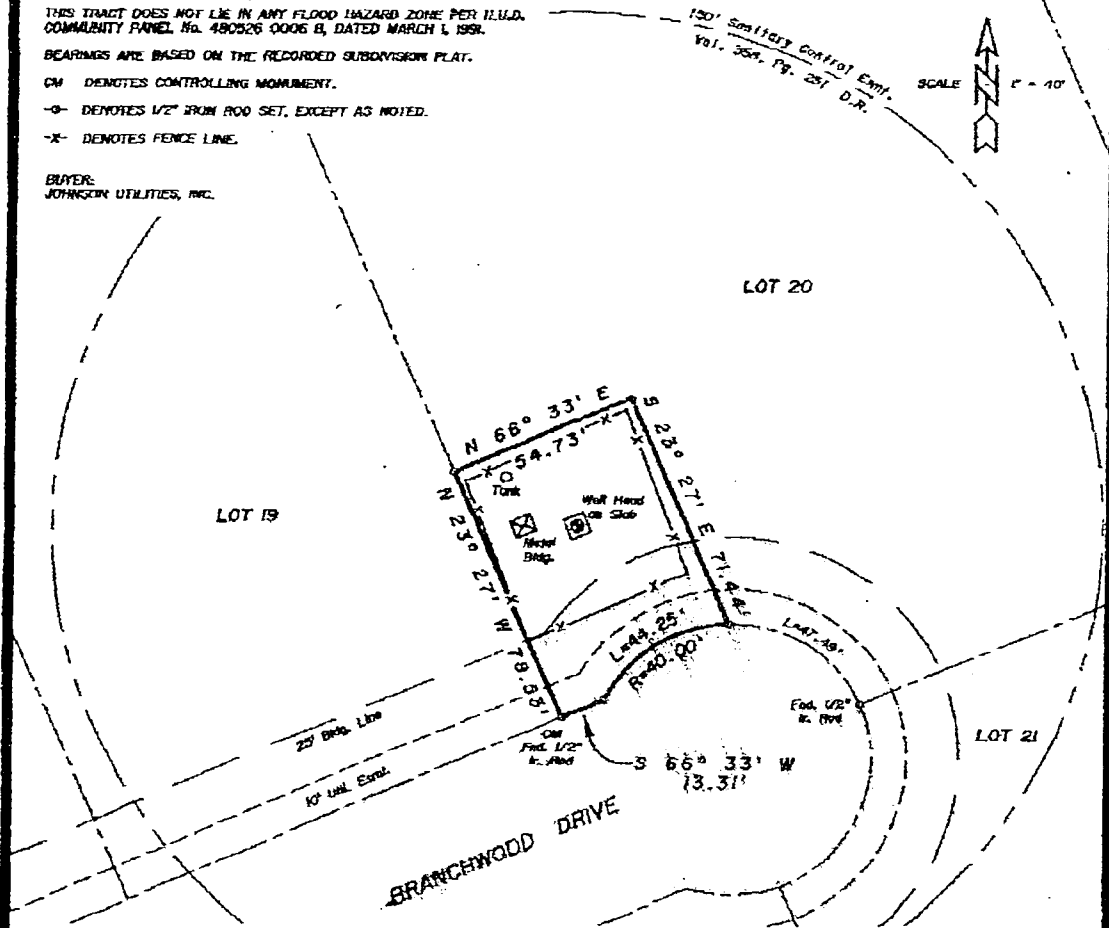 THIS TRACT DOES NOT LIE IN ANY FLOOD HAZARD ZONE PER H.U.D.
COMMUNITY PANEL No. 480526 0006 B, DATED MARCH 1, 1991.
BEARINGS ARE BASED ON THE RECORDED SUBDIVISION PLAT.
CM DENOTES CONTROLLING MONUMENT.
-o- DENOTES 1/2" IRON ROD SET, EXCEPT AS NOTED.
-X- DENOTES FENCE LINE.
BUYER:
JOHNSON UTILITIES, INC.
150' Sanitary Control Esmt.
Vol. 358, Pg. 251 D.R.
SCALE 1" = 40'
LOT 20
N 66° 33' E
54.73'
S 23° 27' E 71.44'
LOT 19
N 23° 27' W 78.55'
Tank
Well Head
on Slab
Metal
Bldg.
L=44.25'
R=40.00'
L=47.49'
25' Bldg. Line
10' Util. Esmt.
CM
Fnd. 1/2"
Ir. Rod
Fnd. 1/2"
Ir. Rod
LOT 21
S 66° 33' W
13.31'
BRANCHWOOD DRIVE